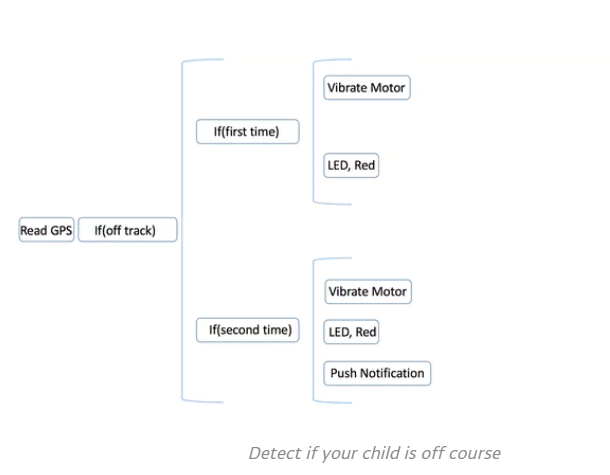 Vibrate Motor
If(first time)
LED, Red
Read GPS
If(off track)
Vibrate Motor
If(second time)
LED, Red
Push Notification
Detect if your child is off course